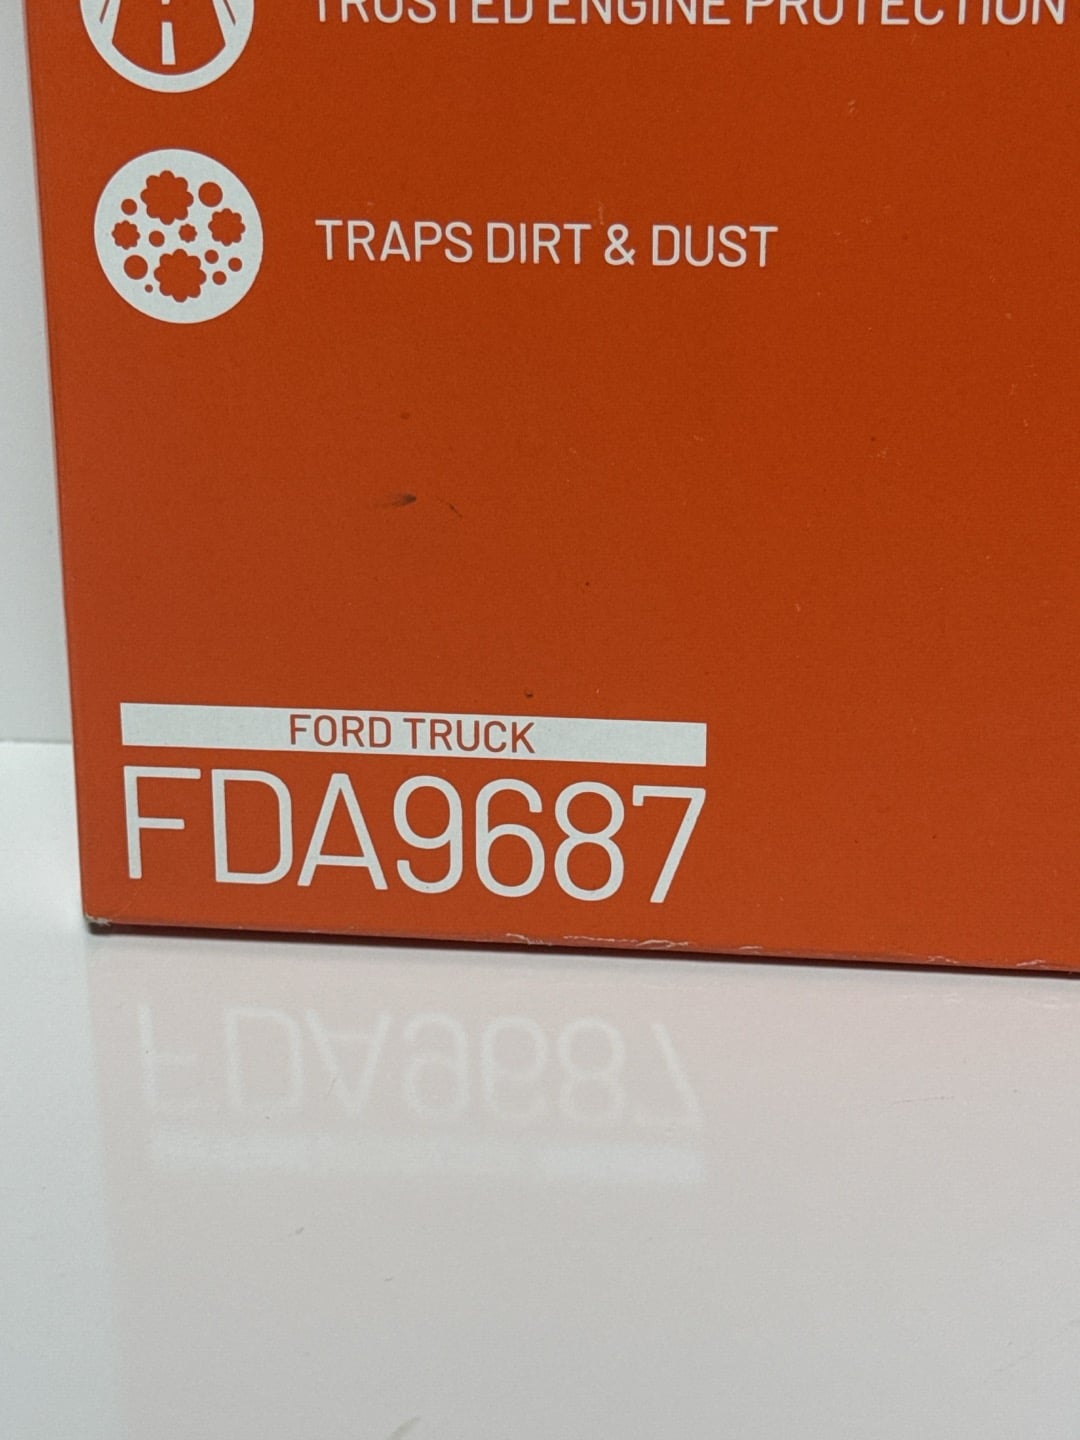 TRUSTED ENGINE PROTECTION
TRAPS DIRT & DUST
FORD TRUCK
FDA9687